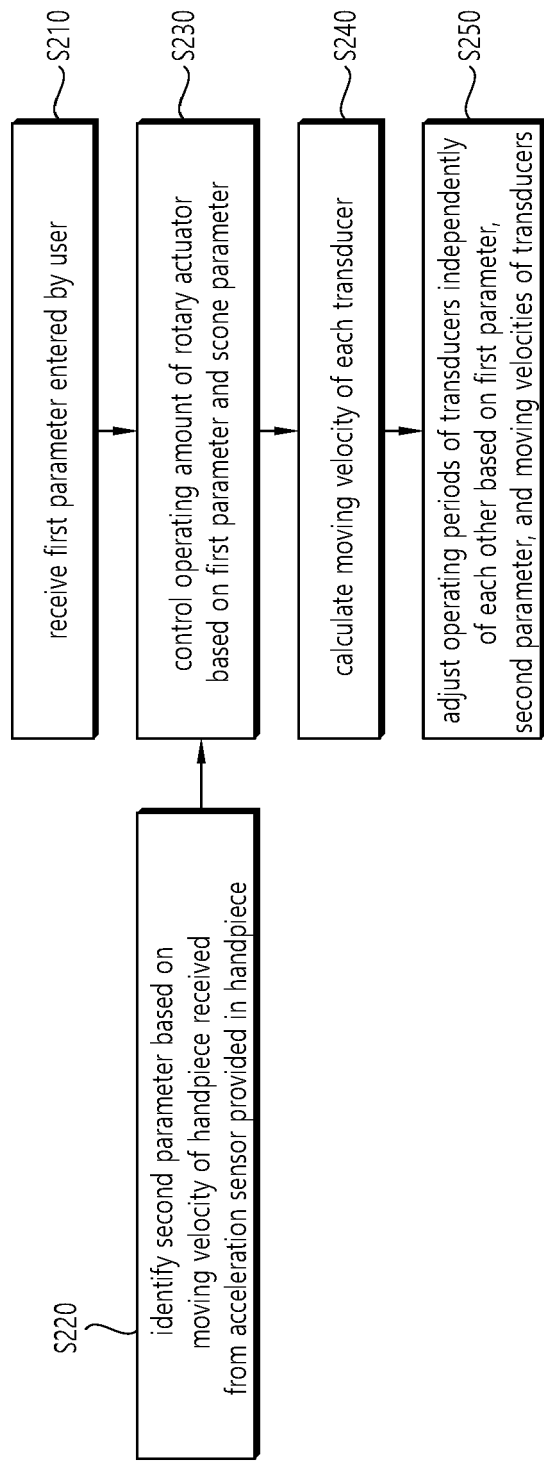 receive first parameter entered by user
S210
identify second parameter based on
moving velocity of handpiece received
from acceleration sensor provided in handpiece
S220
control operating amount of rotary actuator
based on first parameter and scone parameter
S230
calculate moving velocity of each transducer
S240
adjust operating periods of transducers independently
of each other based on first parameter,
second parameter, and moving velocities of transducers
S250